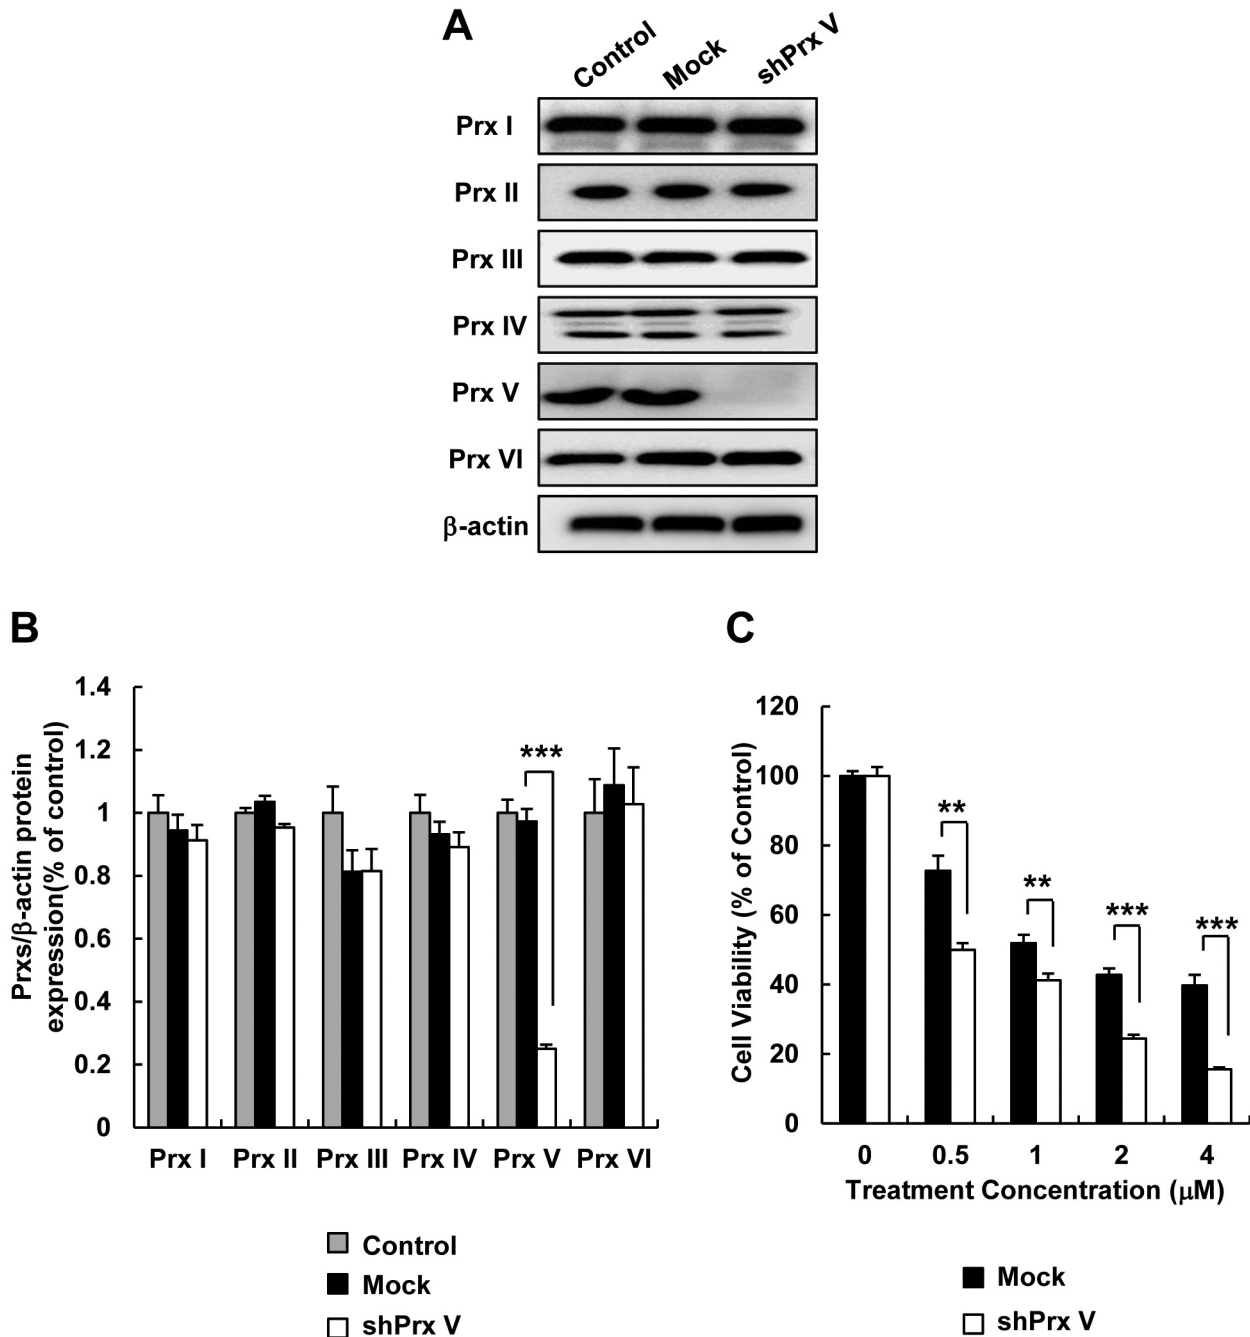 A
Control Mock shPrx V
Prx I
Prx II
Prx III
Prx IV
Prx V
Prx VI
β-actin
B
Prxs/β-actin protein
expression(% of control)
1.4
1.2
1
0.8
0.6
0.4
0.2
0
***
Prx I Prx II Prx III Prx IV Prx V Prx VI
Control
Mock
shPrx V
C
Cell Viability (% of Control)
120
100
80
60
40
20
0
** ** *** ***
0 0.5 1 2 4
Treatment Concentration (μM)
Mock
shPrx V